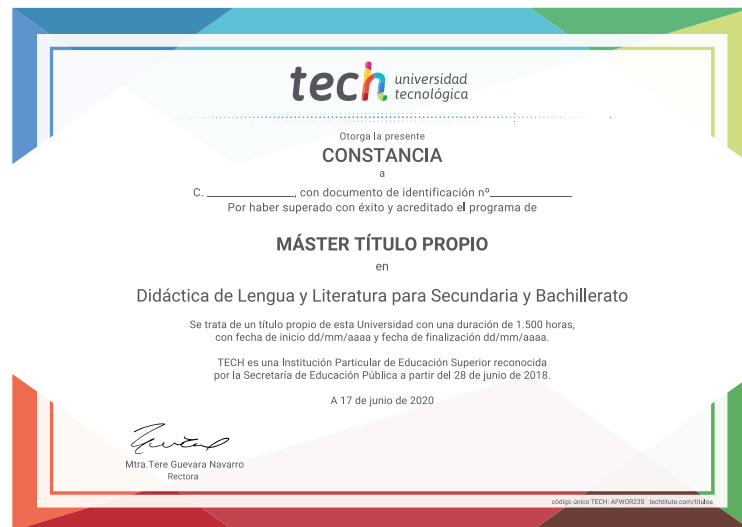 tech universidad
tecnológica
Otorga la presente
CONSTANCIA
a
C. ____________, con documento de identificación nº____________
Por haber superado con éxito y acreditado el programa de
MÁSTER TÍTULO PROPIO
en
Didáctica de Lengua y Literatura para Secundaria y Bachillerato
Se trata de un título propio de esta Universidad con una duración de 1.500 horas,
con fecha de inicio dd/mm/aaaa y fecha de finalización dd/mm/aaaa.
TECH es una Institución Particular de Educación Superior reconocida
por la Secretaría de Educación Pública a partir del 28 de junio de 2018.
A 17 de junio de 2020
Mtra.Tere Guevara Navarro
Rectora
código único TECH: AFWOR23S techtitute.com/titulos